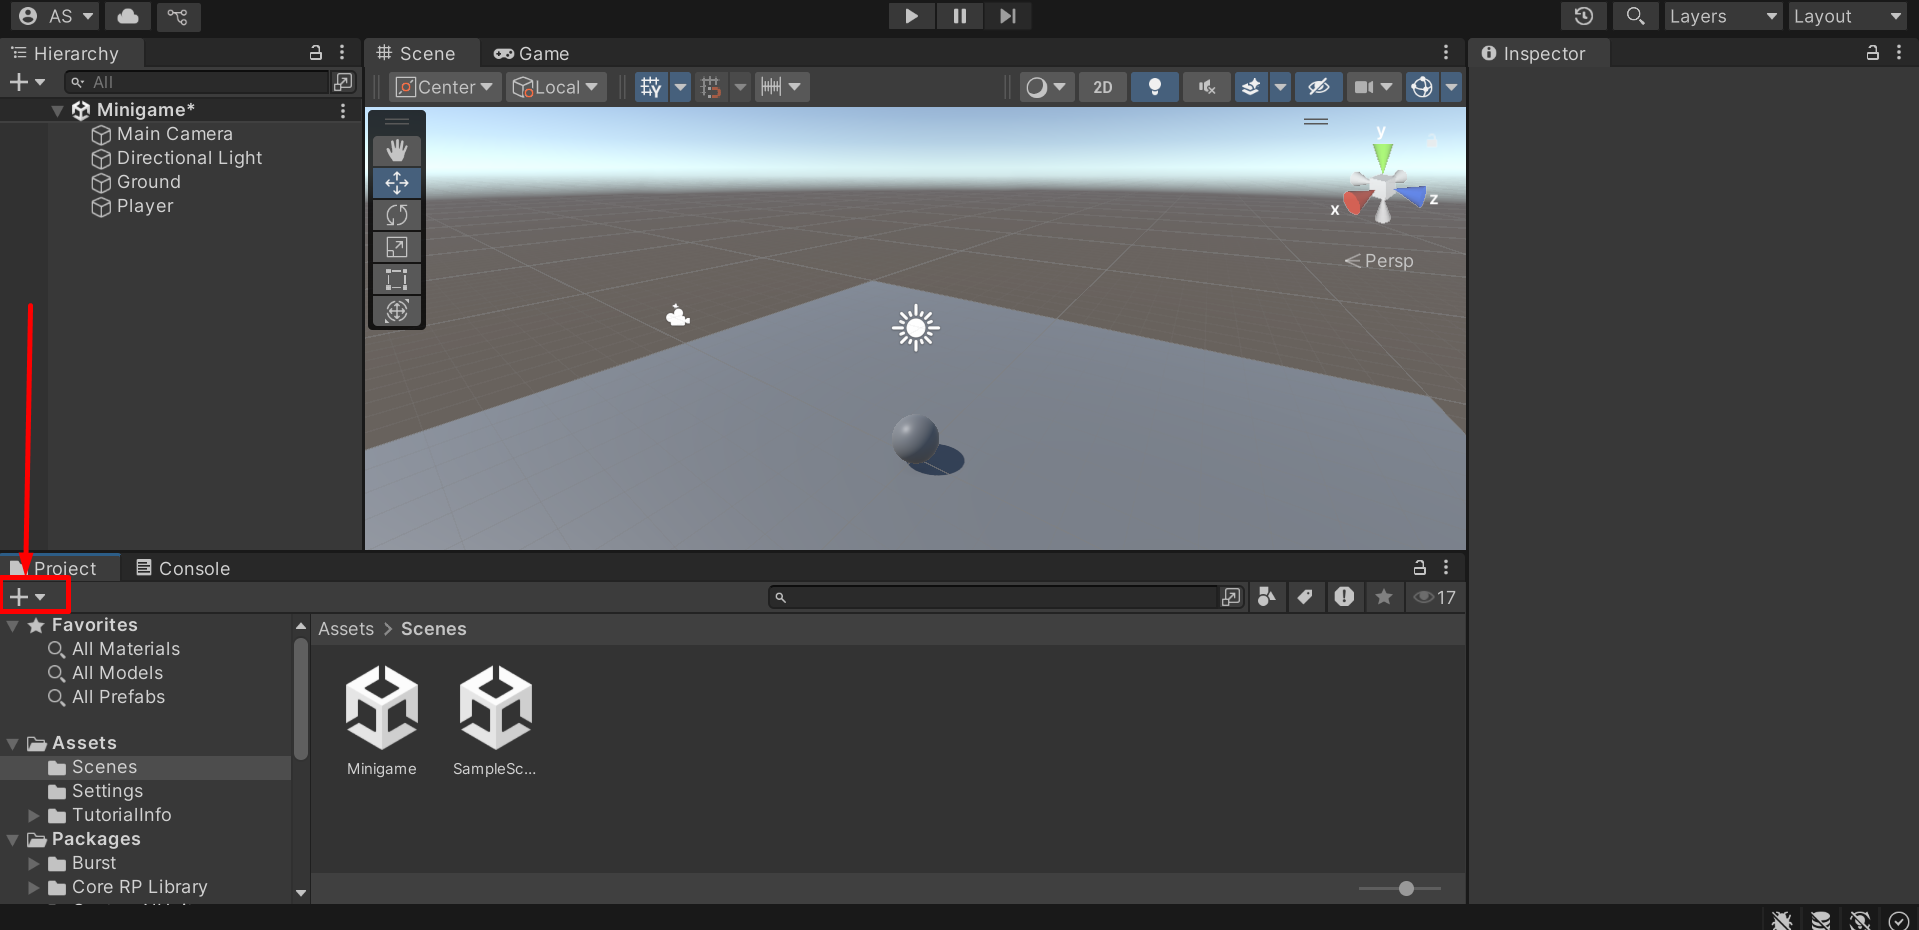 AS
Layers
Layout
Hierarchy
Scene
Game
Inspector
All
Center
Local
2D
Minigame*
Main Camera
Directional Light
Ground
Player
y
x
z
Persp
Project
Console
17
Favorites
All Materials
All Models
All Prefabs
Assets
Scenes
Settings
TutorialInfo
Packages
Burst
Core RP Library
Assets > Scenes
Minigame
SampleSc...